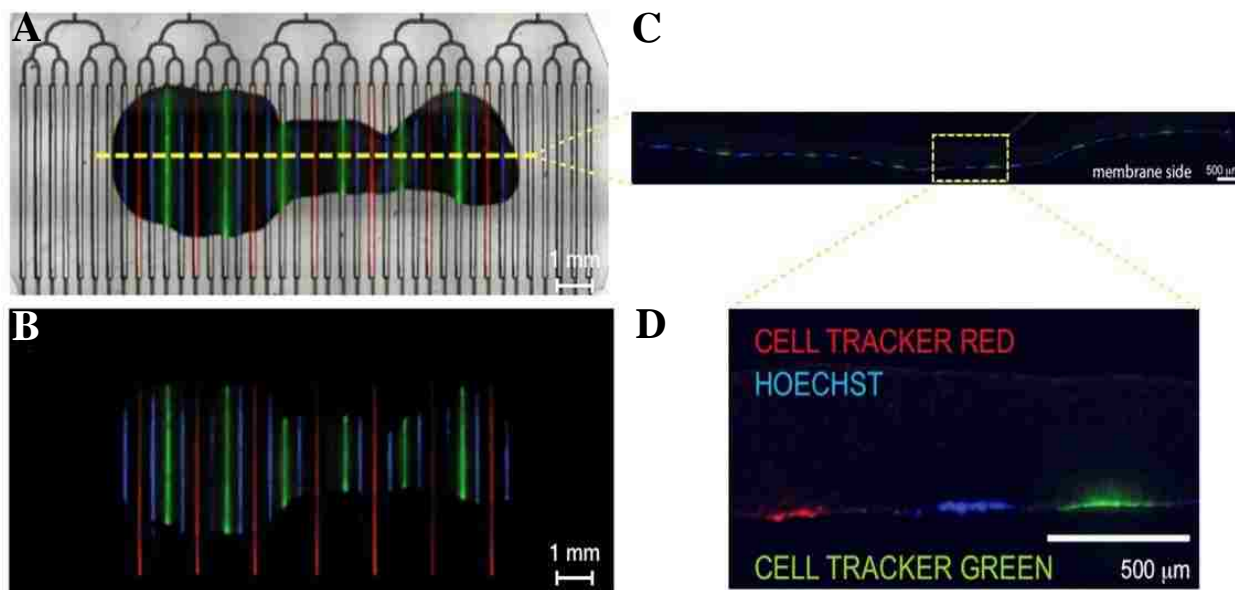 A
1 mm
B
1 mm
C
membrane side
500 μm
D
CELL TRACKER RED
HOECHST
CELL TRACKER GREEN
500 μm